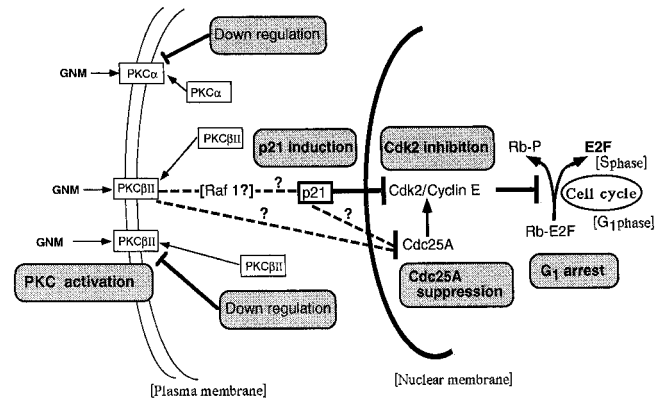 Down regulation
GNM
PKCα
PKCα
PKCβII
p21 induction
Cdk2 inhibition
Rb-P
E2F
[Sphase]
GNM
PKCβII
[Raf 1?]
?
p21
Cdk2/Cyclin E
Cell cycle
?
?
[G1phase]
GNM
PKCβII
Cdc25A
Rb-E2F
PKCβII
PKC activation
Cdc25A
suppression
G1 arrest
Down regulation
[Plasma membrane]
[Nuclear membrane]